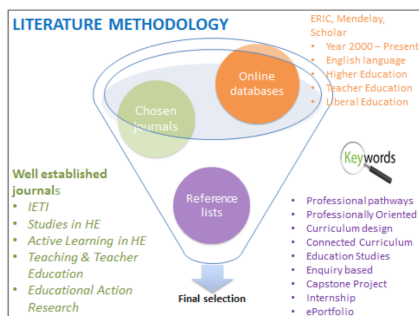 LITERATURE METHODOLOGY
ERIC, Mendelay,
Scholar
• Year 2000 – Present
• English language
• Higher Education
• Teacher Education
• Liberal Education
Online
databases
Chosen
journals
Reference
lists
Final selection
Well established
journals
• IETI
• Studies in HE
• Active Learning in HE
• Teaching & Teacher
Education
• Educational Action
Research
Keywords
• Professional pathways
• Professionally Oriented
• Curriculum design
• Connected Curriculum
• Education Studies
• Enquiry based
• Capstone Project
• Internship
• ePortfolio